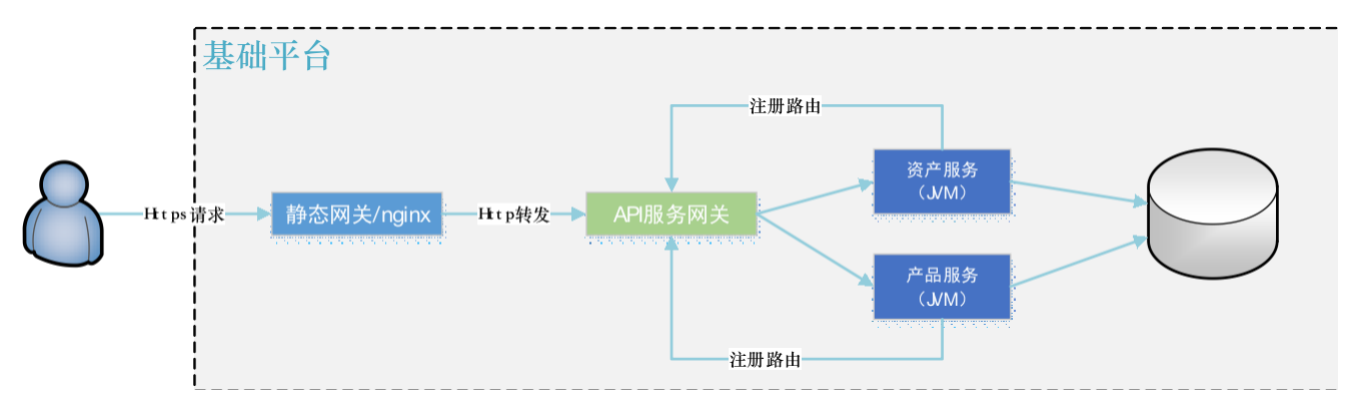 基础平台
注册路由
资产服务
（JVM）
Https请求
静态网关/nginx
Http转发
API服务网关
产品服务
（JVM）
注册路由